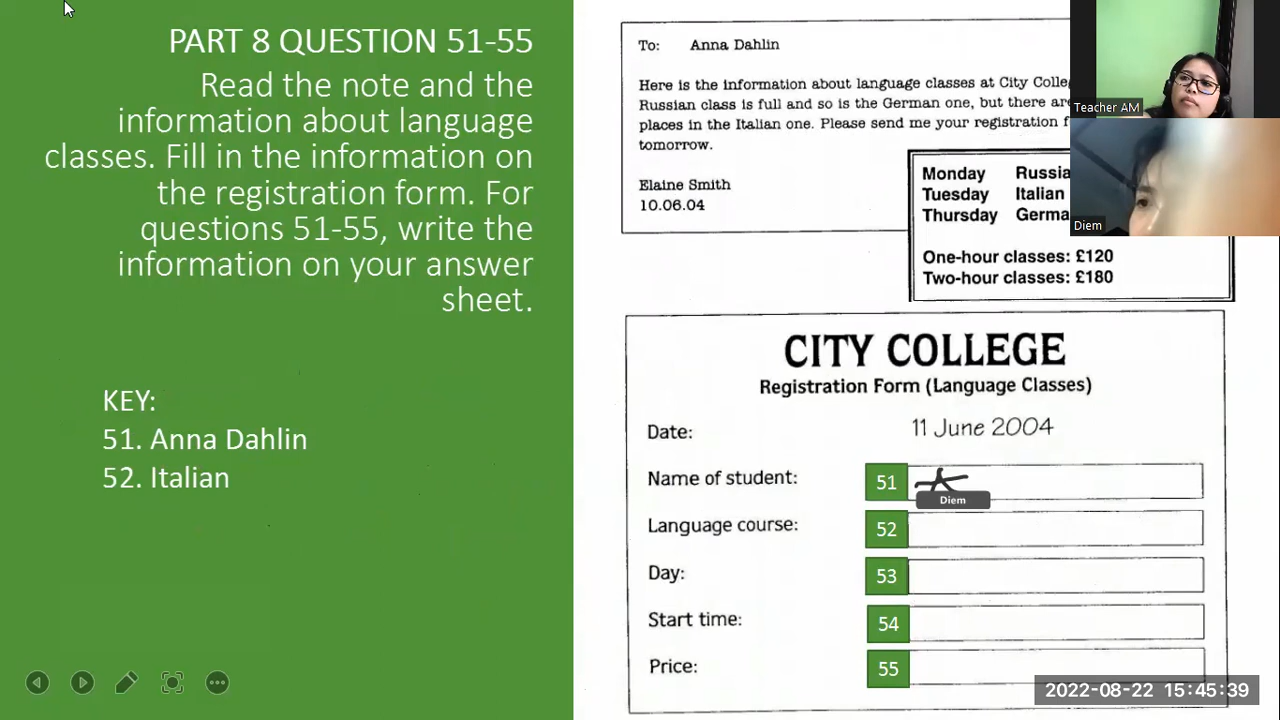 PART 8 QUESTION 51-55
Read the note and the
information about language
classes. Fill in the information on
the registration form. For
questions 51-55, write the
information on your answer
sheet.
KEY:
51. Anna Dahlin
52. Italian
To: Anna Dahlin
Here is the information about language classes at City
Russian class is full and so is the German one, but there
places in the Italian one. Please send me your registration
tomorrow.
Elaine Smith
10.06.04
Monday
Tuesday Italian
Thursday
One-hour classes: £120
Two-hour classes: £180
CITY COLLEGE
Registration Form (Language Classes)
Date: 11 June 2004
Name of student: 51
Diem
Language course: 52
Day: 53
Start time: 54
Price: 55
Teacher AM
Diem
2022-08-22 15:45:39